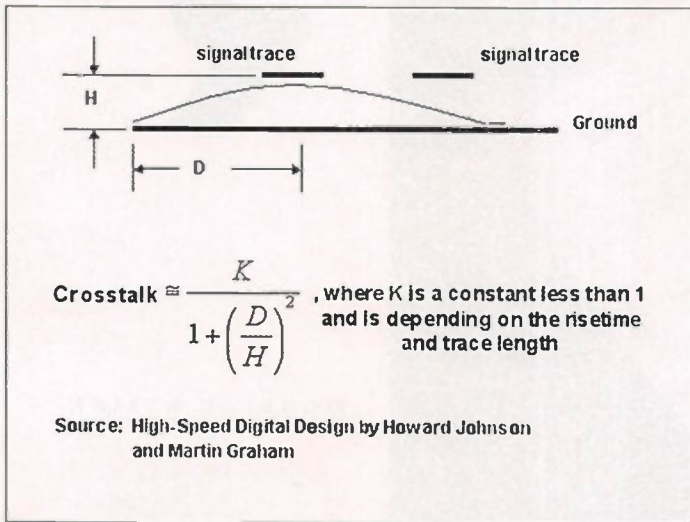 signal trace signal trace
H
Ground
D
Crosstalk ≅ K / 1 + (D/H)² , where K is a constant less than 1
and is depending on the risetime
and trace length
Source: High-Speed Digital Design by Howard Johnson
and Martin Graham